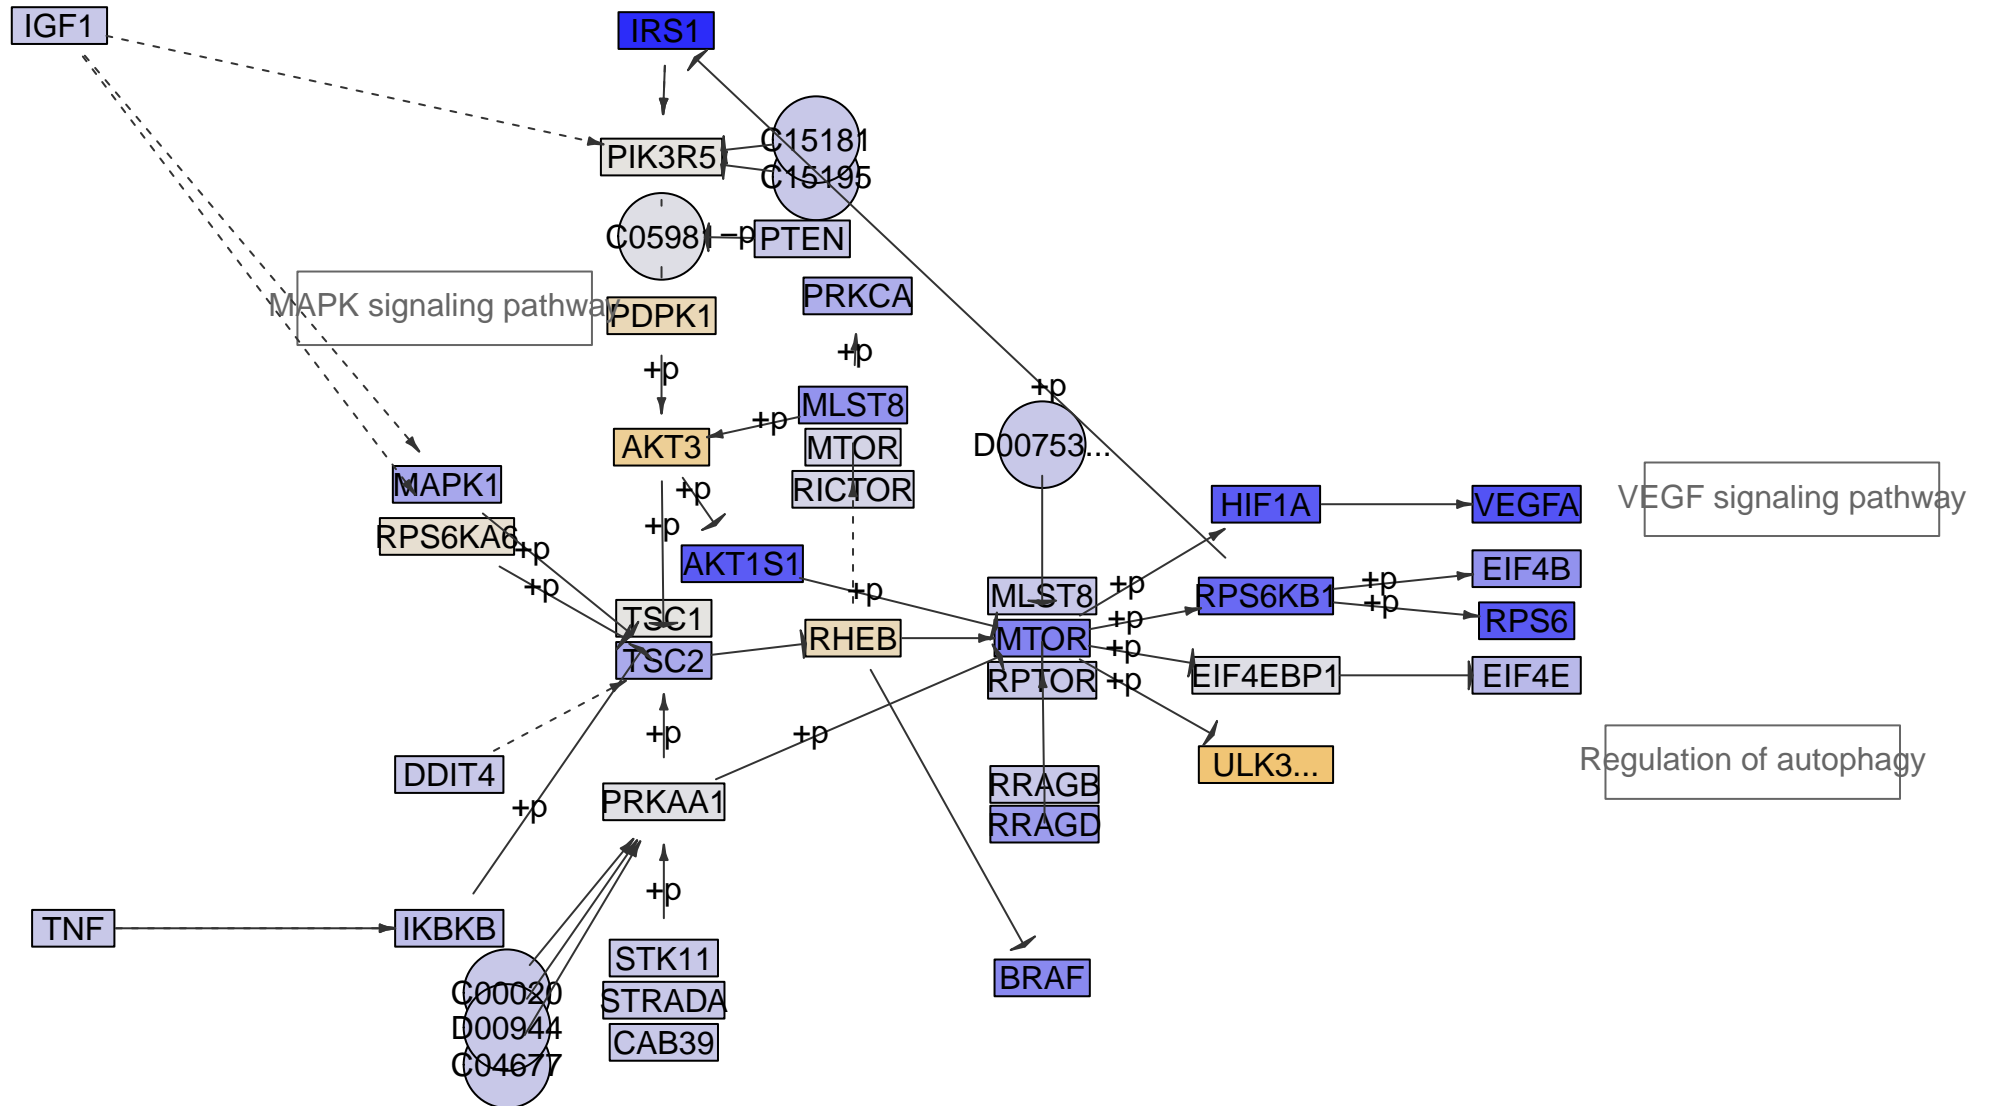 IGF1
IRS1
C15181
PIK3R5
C15195
C0598
-p
PTEN
PRKCA
MAPK signaling pathway
PDPK1
+p
+p
+p
MLST8
+p
AKT3
MTOR
D00753...
MAPK1
RICTOR
+p
HIF1A
VEGFA
VEGF signaling pathway
+p
RPS6KA6
+p
AKT1S1
EIF4B
+p
+p
+p
+p
MLST8
RPS6KB1
+p
TSC1
+p
RPS6
RHEB
MTOR
+p
TSC2
RPTOR
+p
EIF4EBP1
EIF4E
+p
+p
Regulation of autophagy
ULK3...
DDIT4
RRAGB
PRKAA1
+p
RRAGD
+p
TNF
IKBKB
STK11
BRAF
C00020
STRADA
D00944
CAB39
C04677